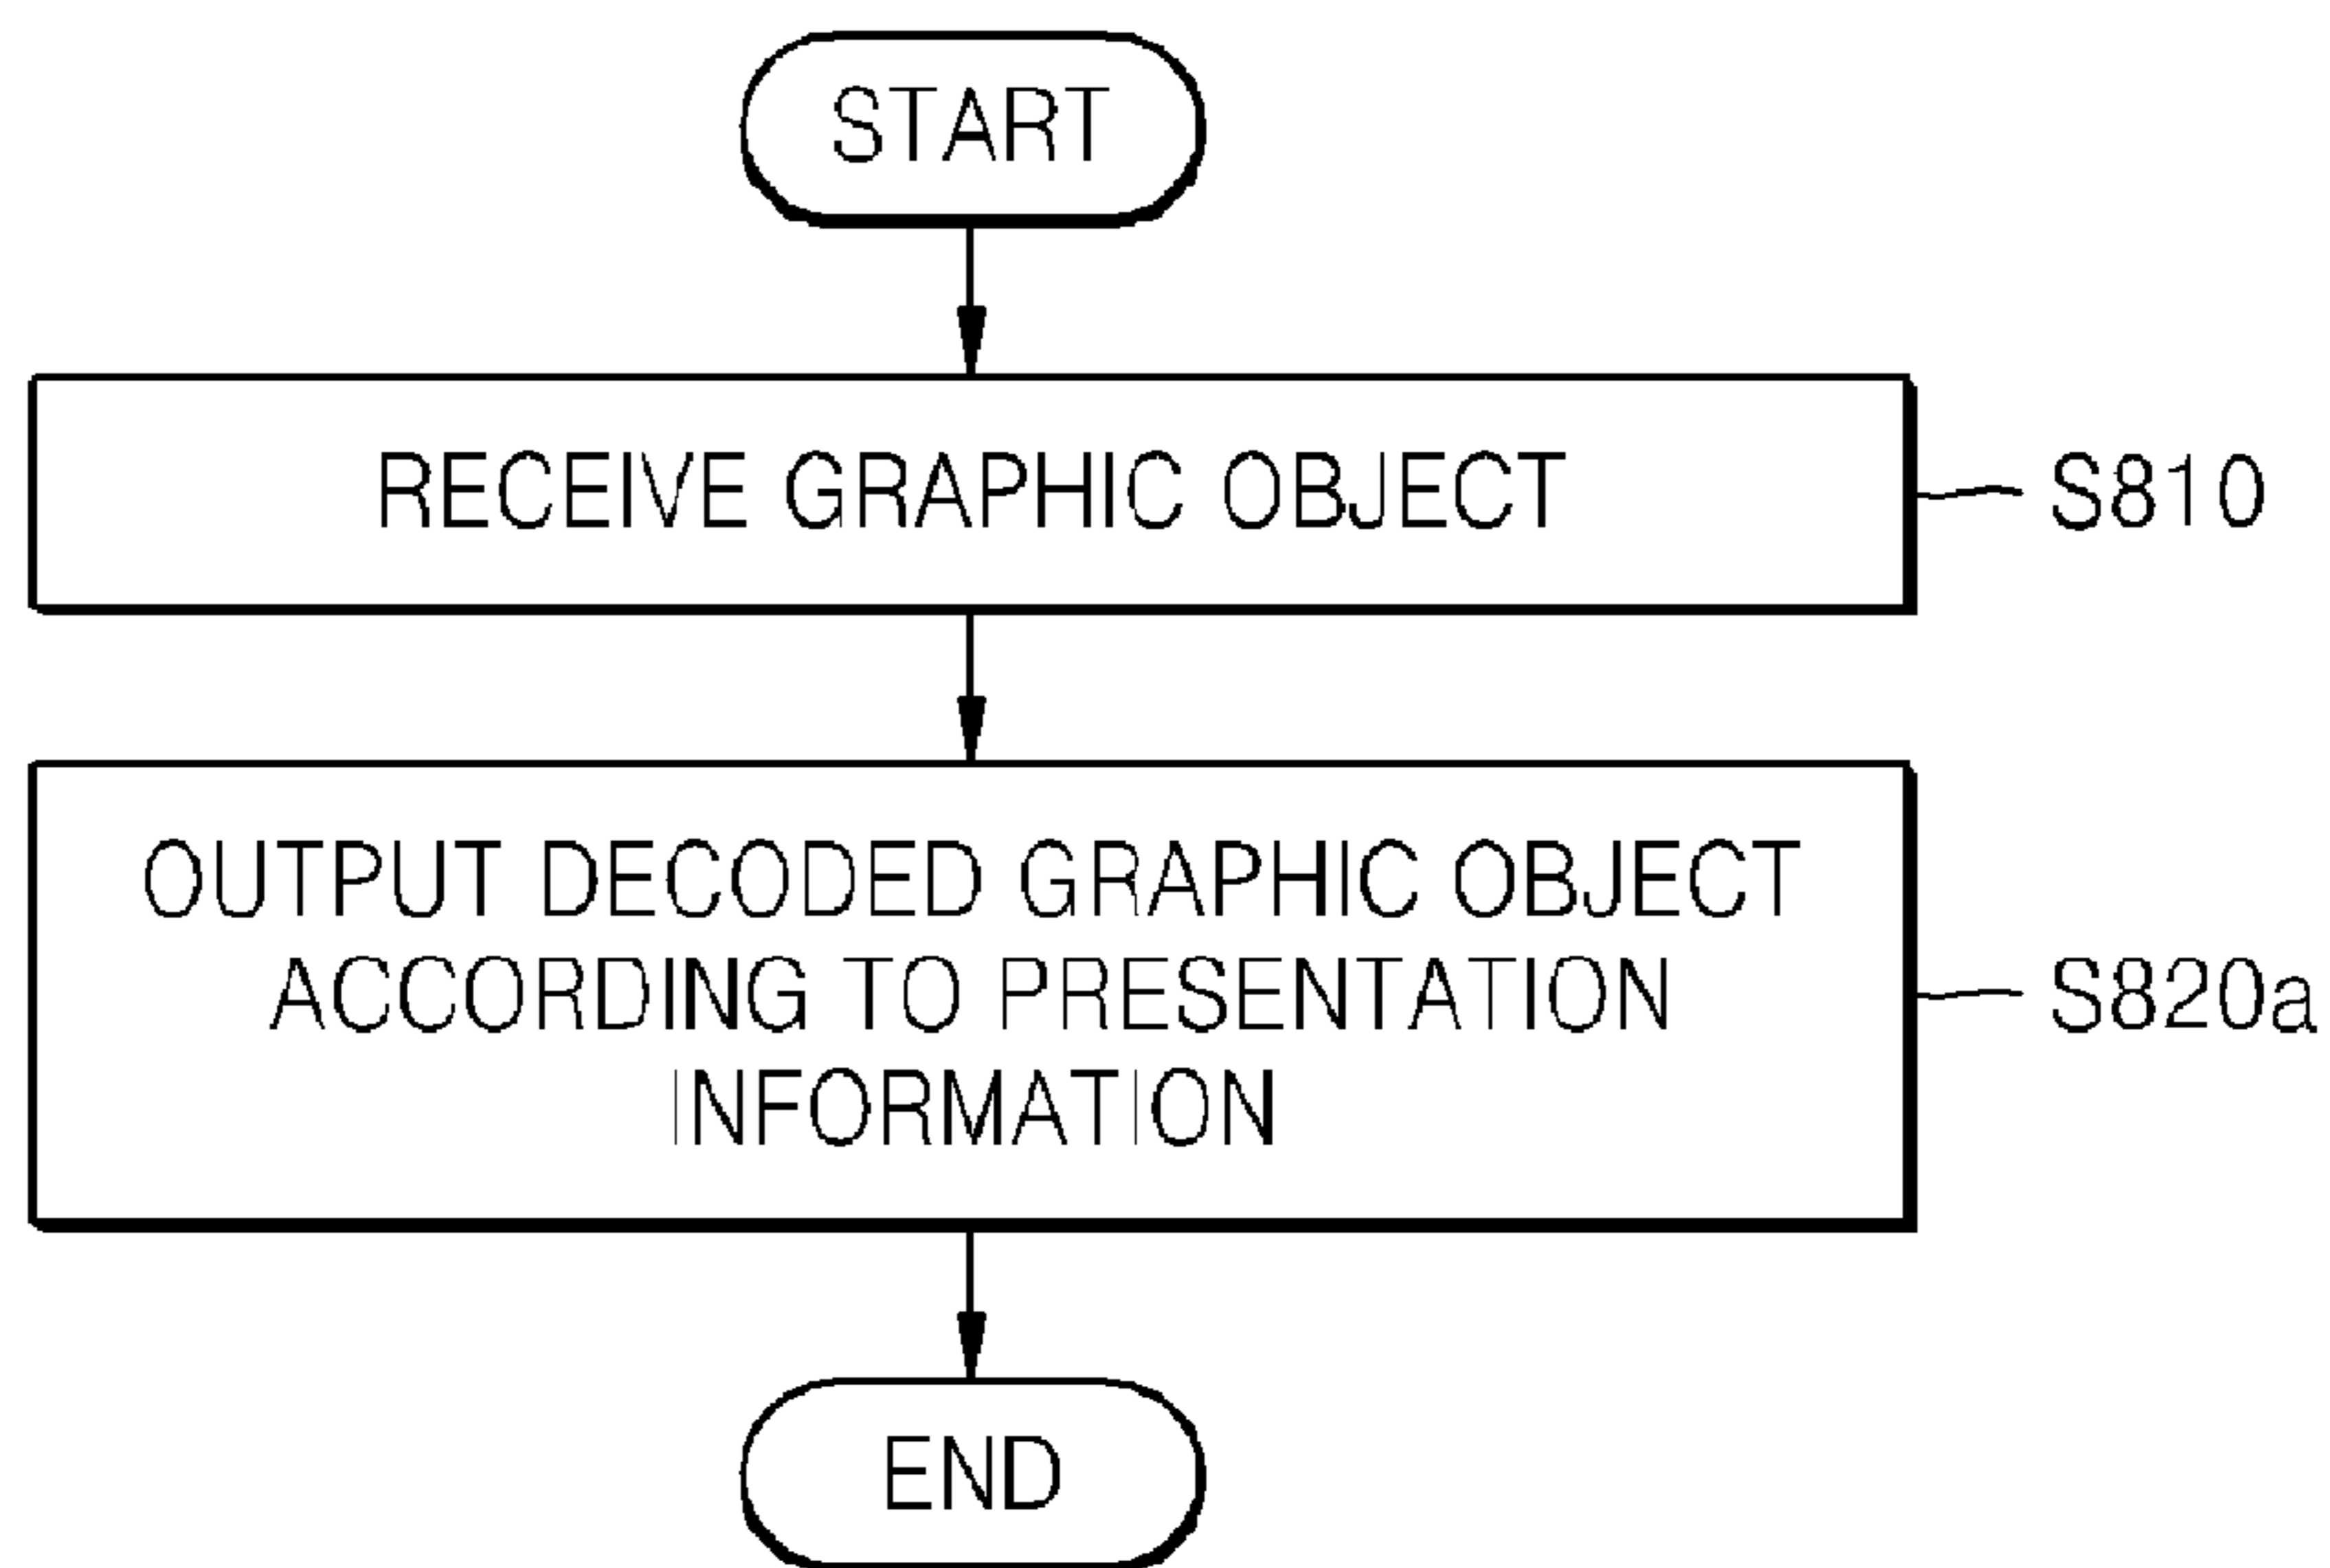 START
RECEIVE GRAPHIC OBJECT
S810
OUTPUT DECODED GRAPHIC OBJECT
ACCORDING TO PRESENTATION
INFORMATION
S820a
END